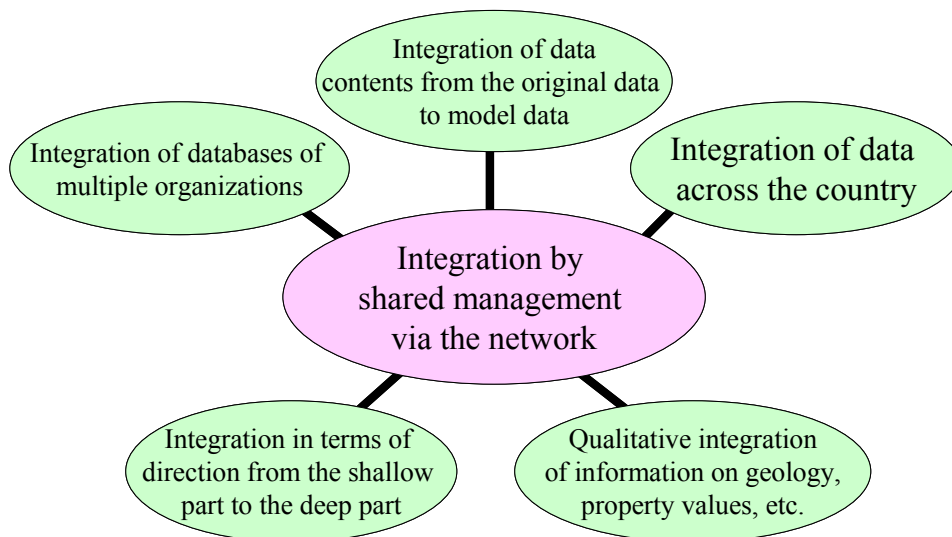 Integration of data
contents from the original data
to model data
Integration of databases of
multiple organizations
Integration of data
across the country
Integration by
shared management
via the network
Integration in terms of
direction from the shallow
part to the deep part
Qualitative integration
of information on geology,
property values, etc.